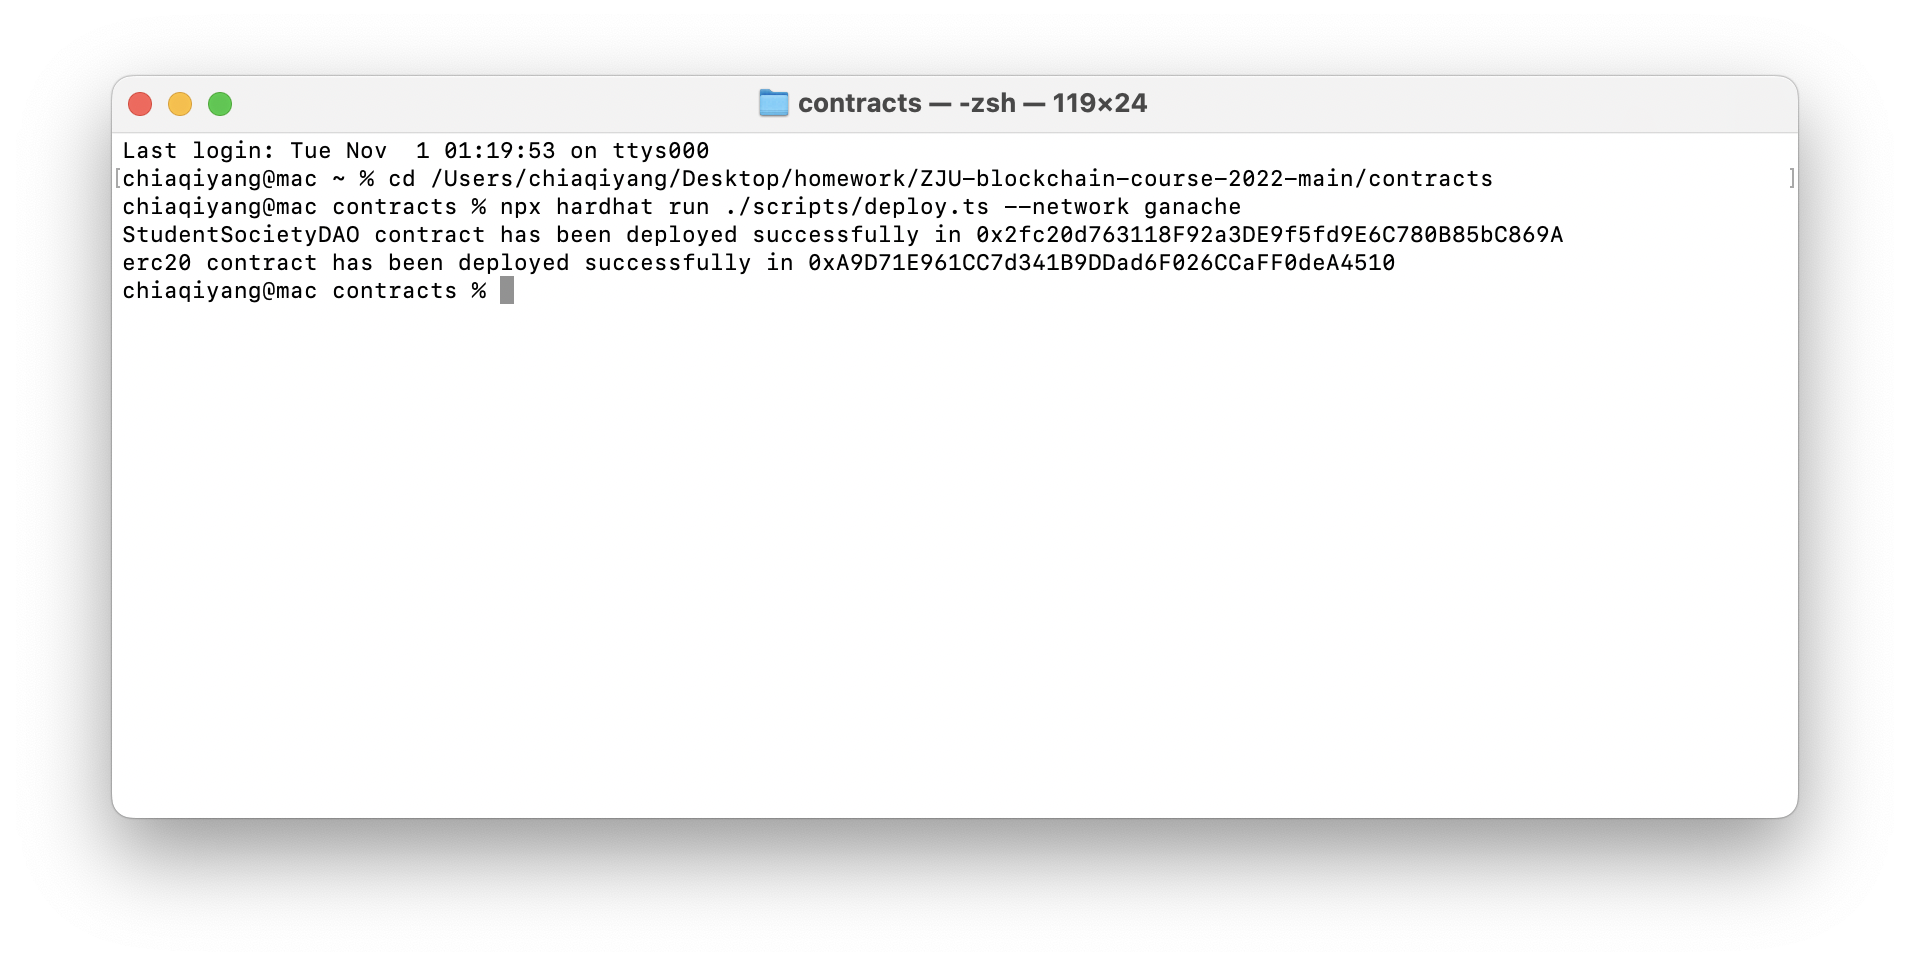 contracts — -zsh — 119×24
Last login: Tue Nov  1 01:19:53 on ttys000
[chiaqiyang@mac ~ % cd /Users/chiaqiyang/Desktop/homework/ZJU-blockchain-course-2022-main/contracts ]
chiaqiyang@mac contracts % npx hardhat run ./scripts/deploy.ts --network ganache
StudentSocietyDAO contract has been deployed successfully in 0x2fc20d763118F92a3DE9f5fd9E6C780B85bC869A
erc20 contract has been deployed successfully in 0xA9D71E961CC7d341B9DDad6F026CCaFF0deA4510
chiaqiyang@mac contracts %